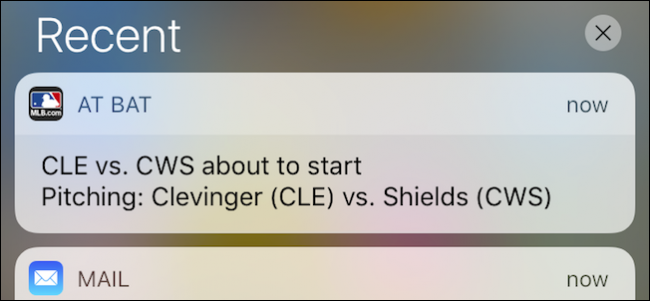 Recent
MLB.com
AT BAT
now
CLE vs. CWS about to start
Pitching: Clevinger (CLE) vs. Shields (CWS)
MAIL
now